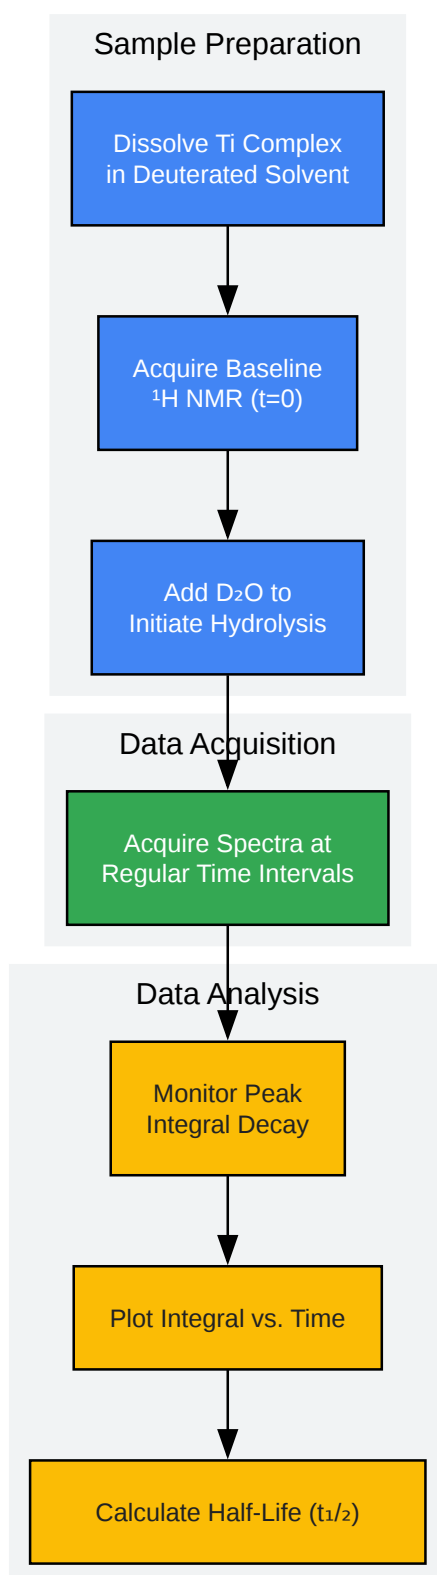 Sample Preparation
Dissolve Ti Complex
in Deuterated Solvent
Acquire Baseline
¹H NMR (t=0)
Add D₂O to
Initiate Hydrolysis
Data Acquisition
Acquire Spectra at
Regular Time Intervals
Data Analysis
Monitor Peak
Integral Decay
Plot Integral vs. Time
Calculate Half-Life (t₁/₂)